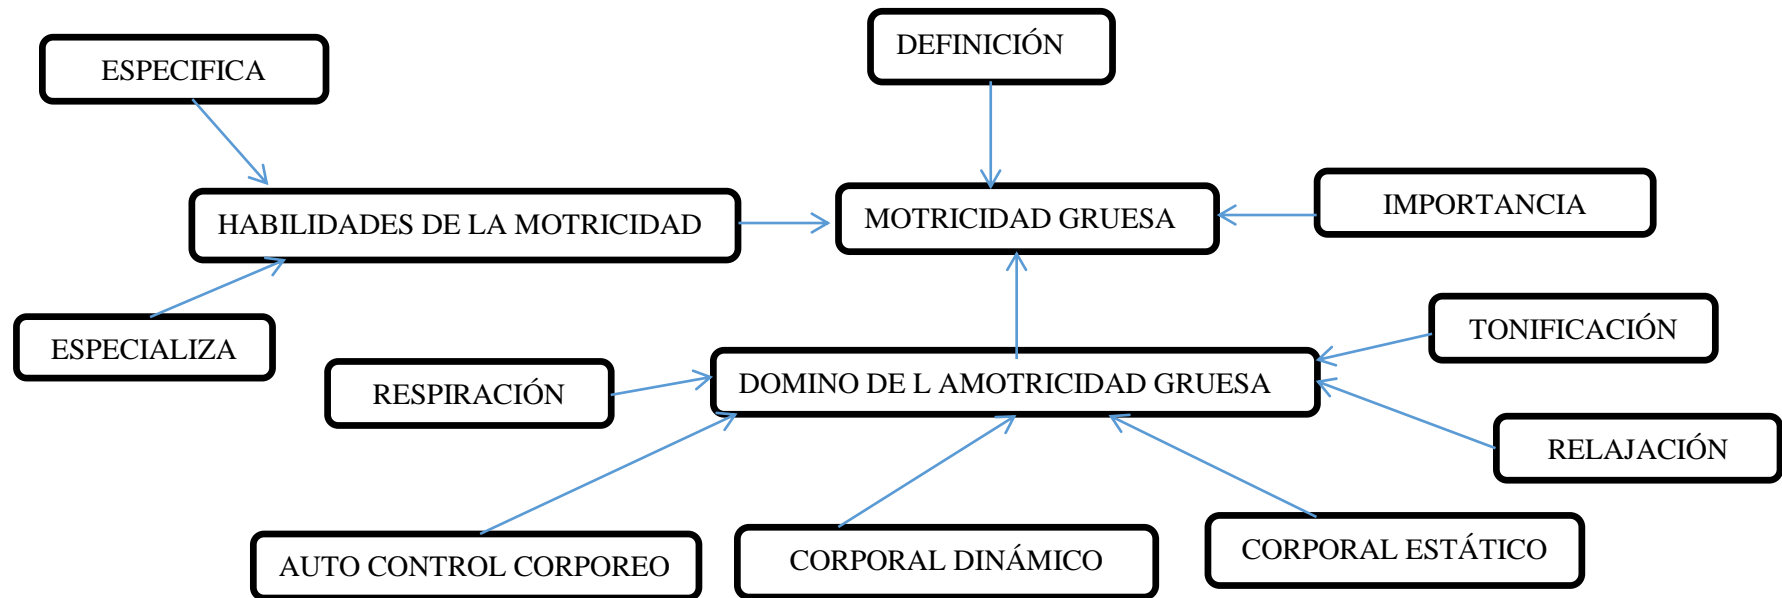 DEFINICIÓN
ESPECIFICA
HABILIDADES DE LA MOTRICIDAD
MOTRICIDAD GRUESA
IMPORTANCIA
ESPECIALIZA
TONIFICACIÓN
RESPIRACIÓN
DOMINO DE L AMOTRICIDAD GRUESA
RELAJACIÓN
AUTO CONTROL CORPOREO
CORPORAL DINÁMICO
CORPORAL ESTÁTICO